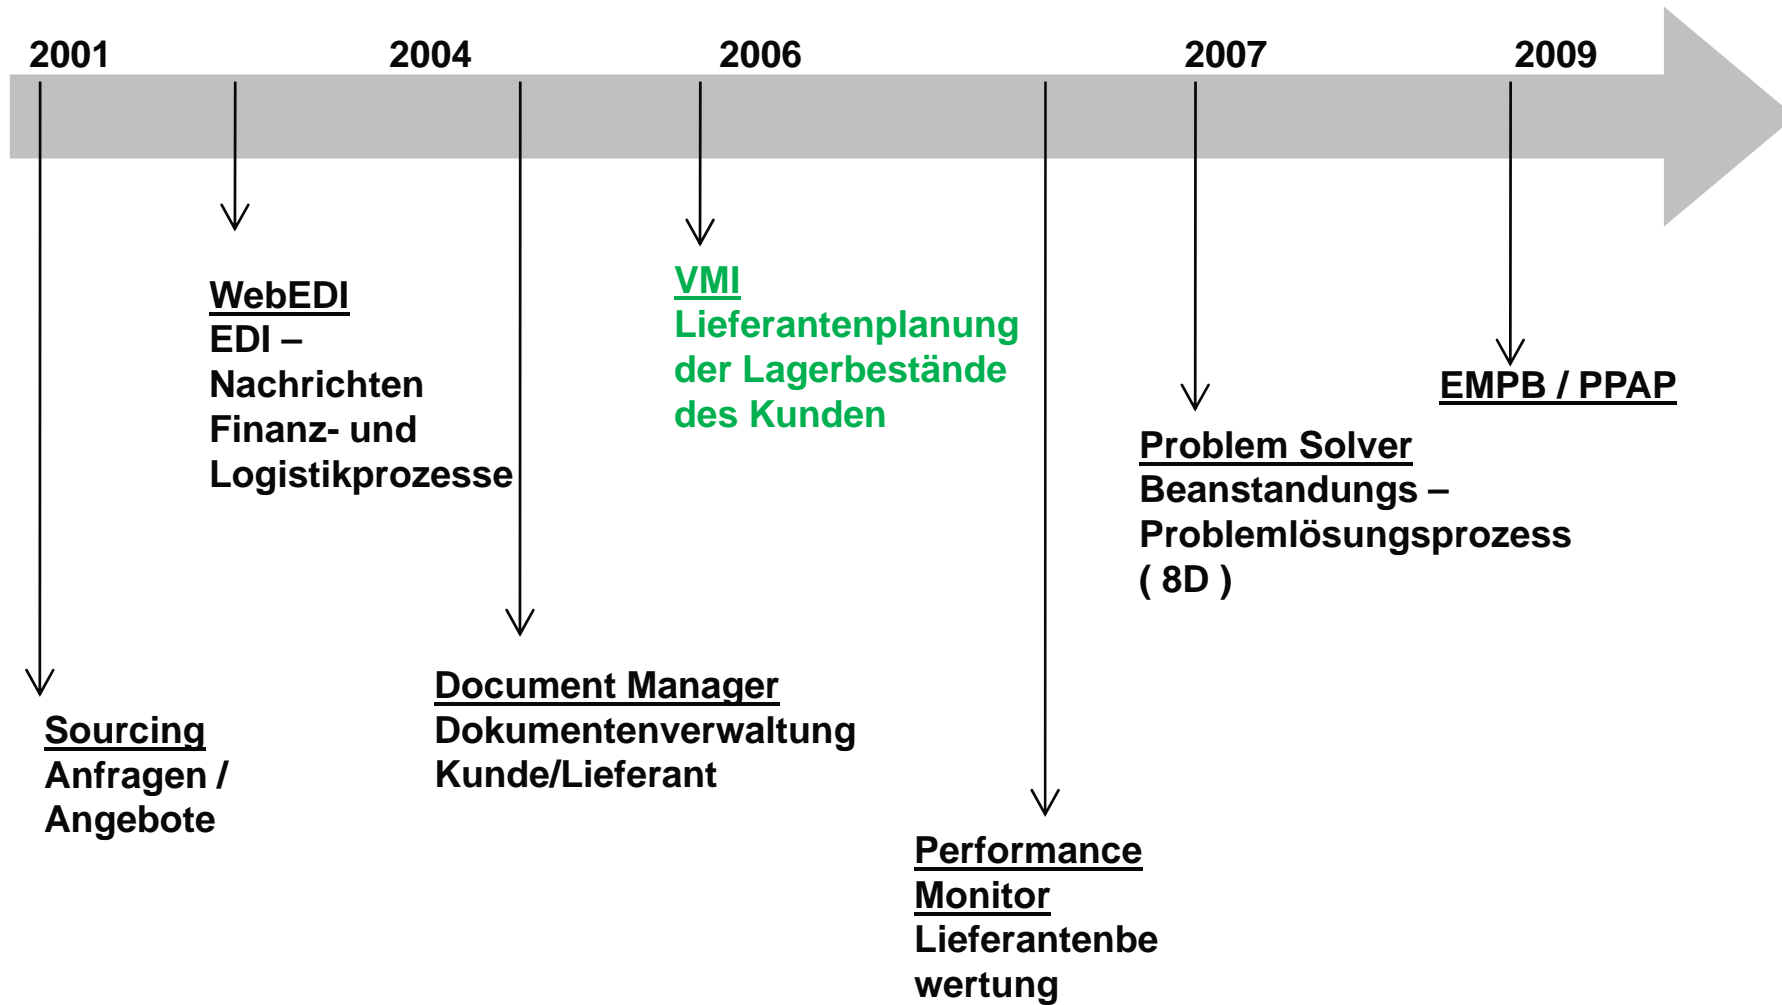 2001 2004 2006 2007 2009
WebEDI
EDI –
Nachrichten
Finanz- und
Logistikprozesse
VMI
Lieferantenplanung
der Lagerbestände
des Kunden
EMPB / PPAP
Problem Solver
Beanstandungs –
Problemlösungsprozess
( 8D )
Sourcing
Anfragen /
Angebote
Document Manager
Dokumentenverwaltung
Kunde/Lieferant
Performance
Monitor
Lieferantenbe
wertung